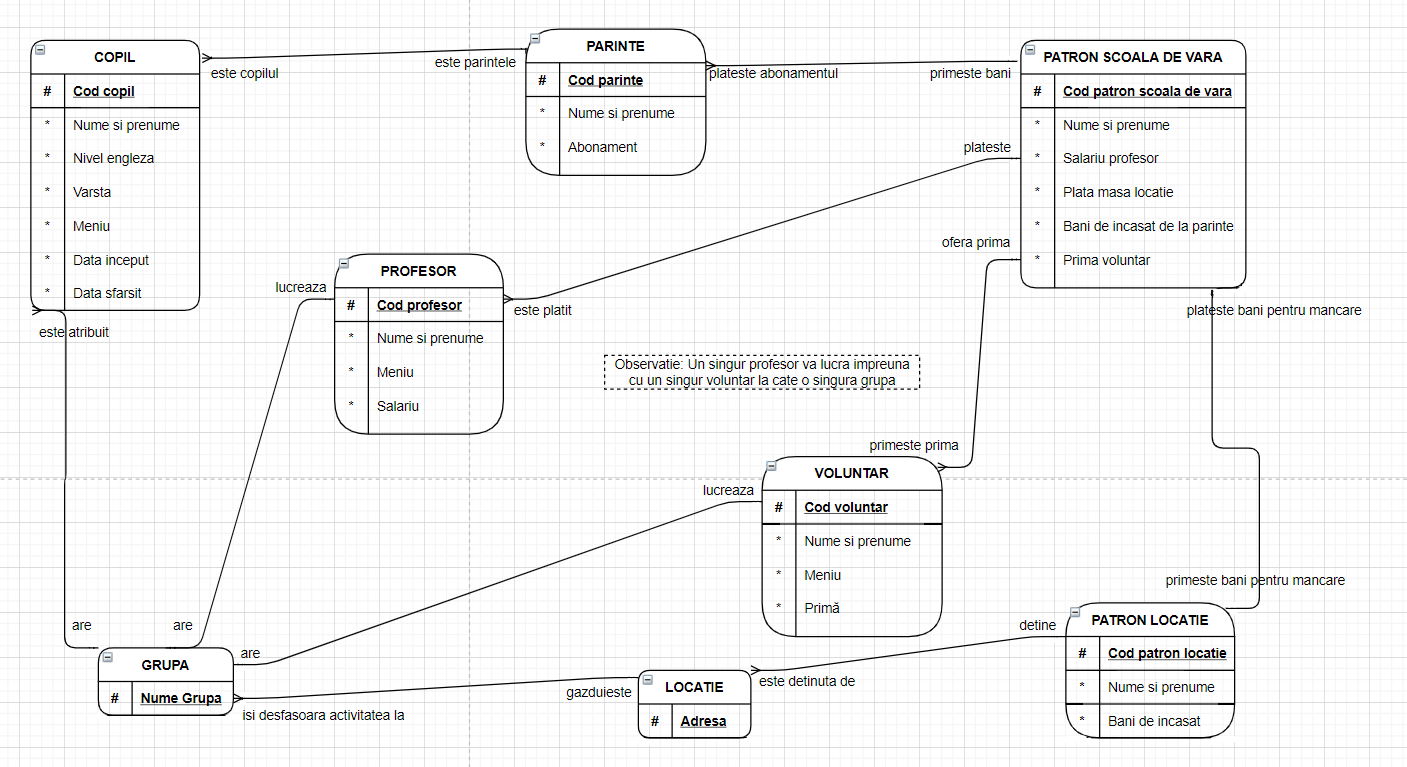 COPIL
# Cod copil
* Nume si prenume
* Nivel engleza
* Varsta
* Meniu
* Data inceput
* Data sfarsit
este copilul
este parintele
PARINTE
# Cod parinte
* Nume si prenume
* Abonament
plateste abonamentul
primeste bani
PATRON SCOALA DE VARA
# Cod patron scoala de vara
* Nume si prenume
* Salariu profesor
* Plata masa locatie
* Bani de incasat de la parinte
* Prima voluntar
plateste
ofera prima
plateste bani pentru mancare
este atribuit
lucreaza
PROFESOR
# Cod profesor
* Nume si prenume
* Meniu
* Salariu
este platit
Observatie: Un singur profesor va lucra impreuna
cu un singur voluntar la cate o singura grupa
primeste prima
lucreaza
VOLUNTAR
# Cod voluntar
* Nume si prenume
* Meniu
* Primă
primeste bani pentru mancare
PATRON LOCATIE
# Cod patron locatie
* Nume si prenume
* Bani de incasat
detine
este detinuta de
are
are
are
GRUPA
# Nume Grupa
isi desfasoara activitatea la
gazduieste
LOCATIE
# Adresa